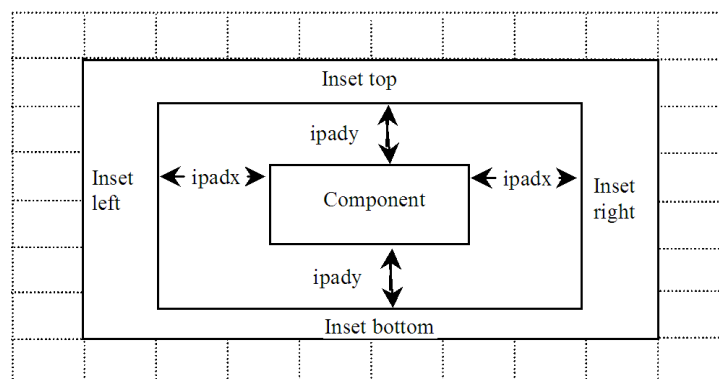 Inset top
ipady
Inset
left
ipadx
Component
ipadx
Inset
right
ipady
Inset bottom